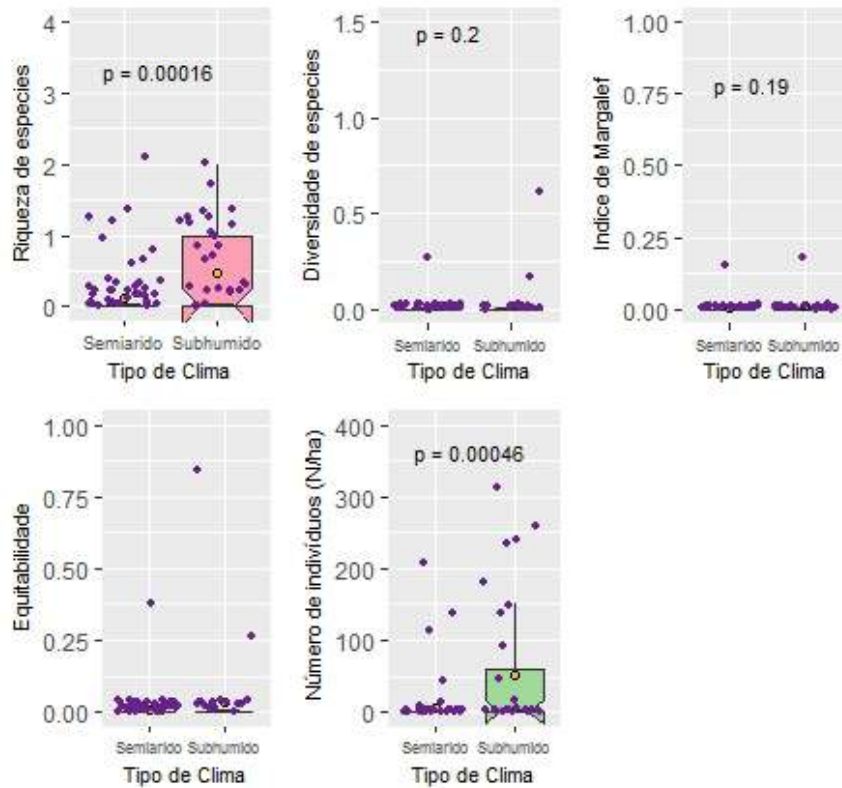 Riqueza de especies
4
3
2
1
0
p = 0.00016
Semiarido Subhumido
Tipo de Clima
Diversidade de especies
1.5
1.0
0.5
0.0
p = 0.2
Semiarido Subhumido
Tipo de Clima
Indice de Margalef
1.00
0.75
0.50
0.25
0.00
p = 0.19
Semiarido Subhumido
Tipo de Clima
Equitabilidade
1.00
0.75
0.50
0.25
0.00
Semiarido Subhumido
Tipo de Clima
Número de indivíduos (N/ha)
400
300
200
100
0
p = 0.00046
Semiarido Subhumido
Tipo de Clima